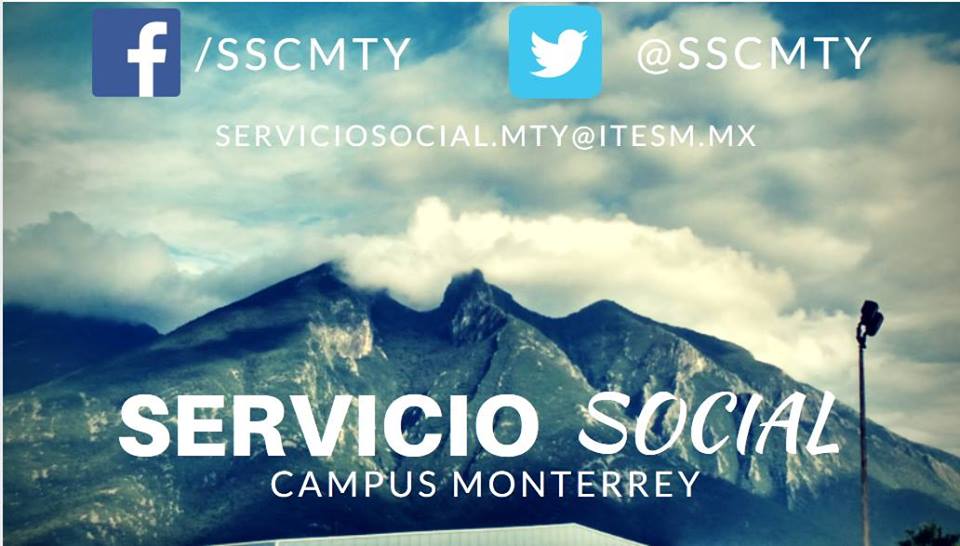 /SSCMTY @SSCMTY
SERVICIOSOCIAL.MTY@ITESM.MX
SERVICIO SOCIAL
CAMPUS MONTERREY